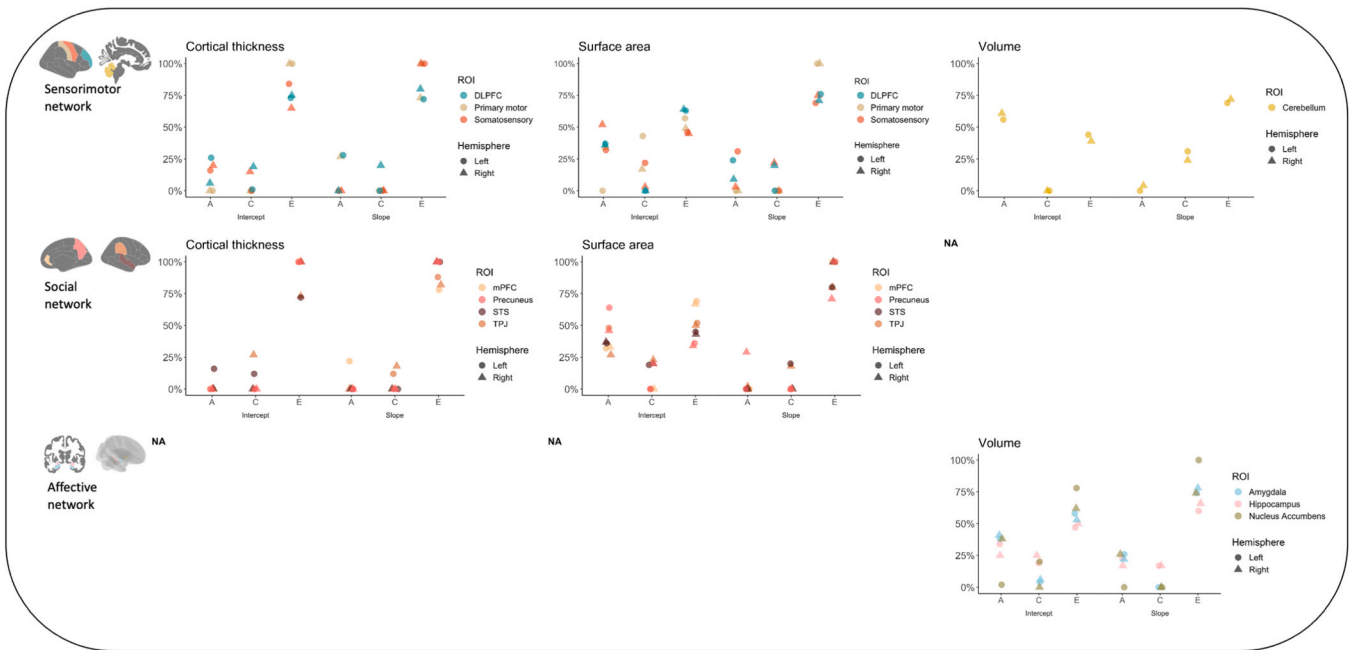 Sensorimotor
network
Cortical thickness
100%
75%
50%
25%
0%
A C E A C E
Intercept Slope
ROI
DLPFC
Primary motor
Somatosensory
Hemisphere
Left
Right
Surface area
100%
75%
50%
25%
0%
A C E A C E
Intercept Slope
ROI
DLPFC
Primary motor
Somatosensory
Hemisphere
Left
Right
Volume
100%
75%
50%
25%
0%
A C E A C E
Intercept Slope
ROI
Cerebellum
Hemisphere
Left
Right
Social
network
Cortical thickness
100%
75%
50%
25%
0%
A C E A C E
Intercept Slope
ROI
mPFC
Precuneus
STS
TPJ
Hemisphere
Left
Right
Surface area
100%
75%
50%
25%
0%
A C E A C E
Intercept Slope
ROI
mPFC
Precuneus
STS
TPJ
Hemisphere
Left
Right
NA
Affective
network
NA
NA
Volume
100%
75%
50%
25%
0%
A C E A C E
Intercept Slope
ROI
Amygdala
Hippocampus
Nucleus Accumbens
Hemisphere
Left
Right